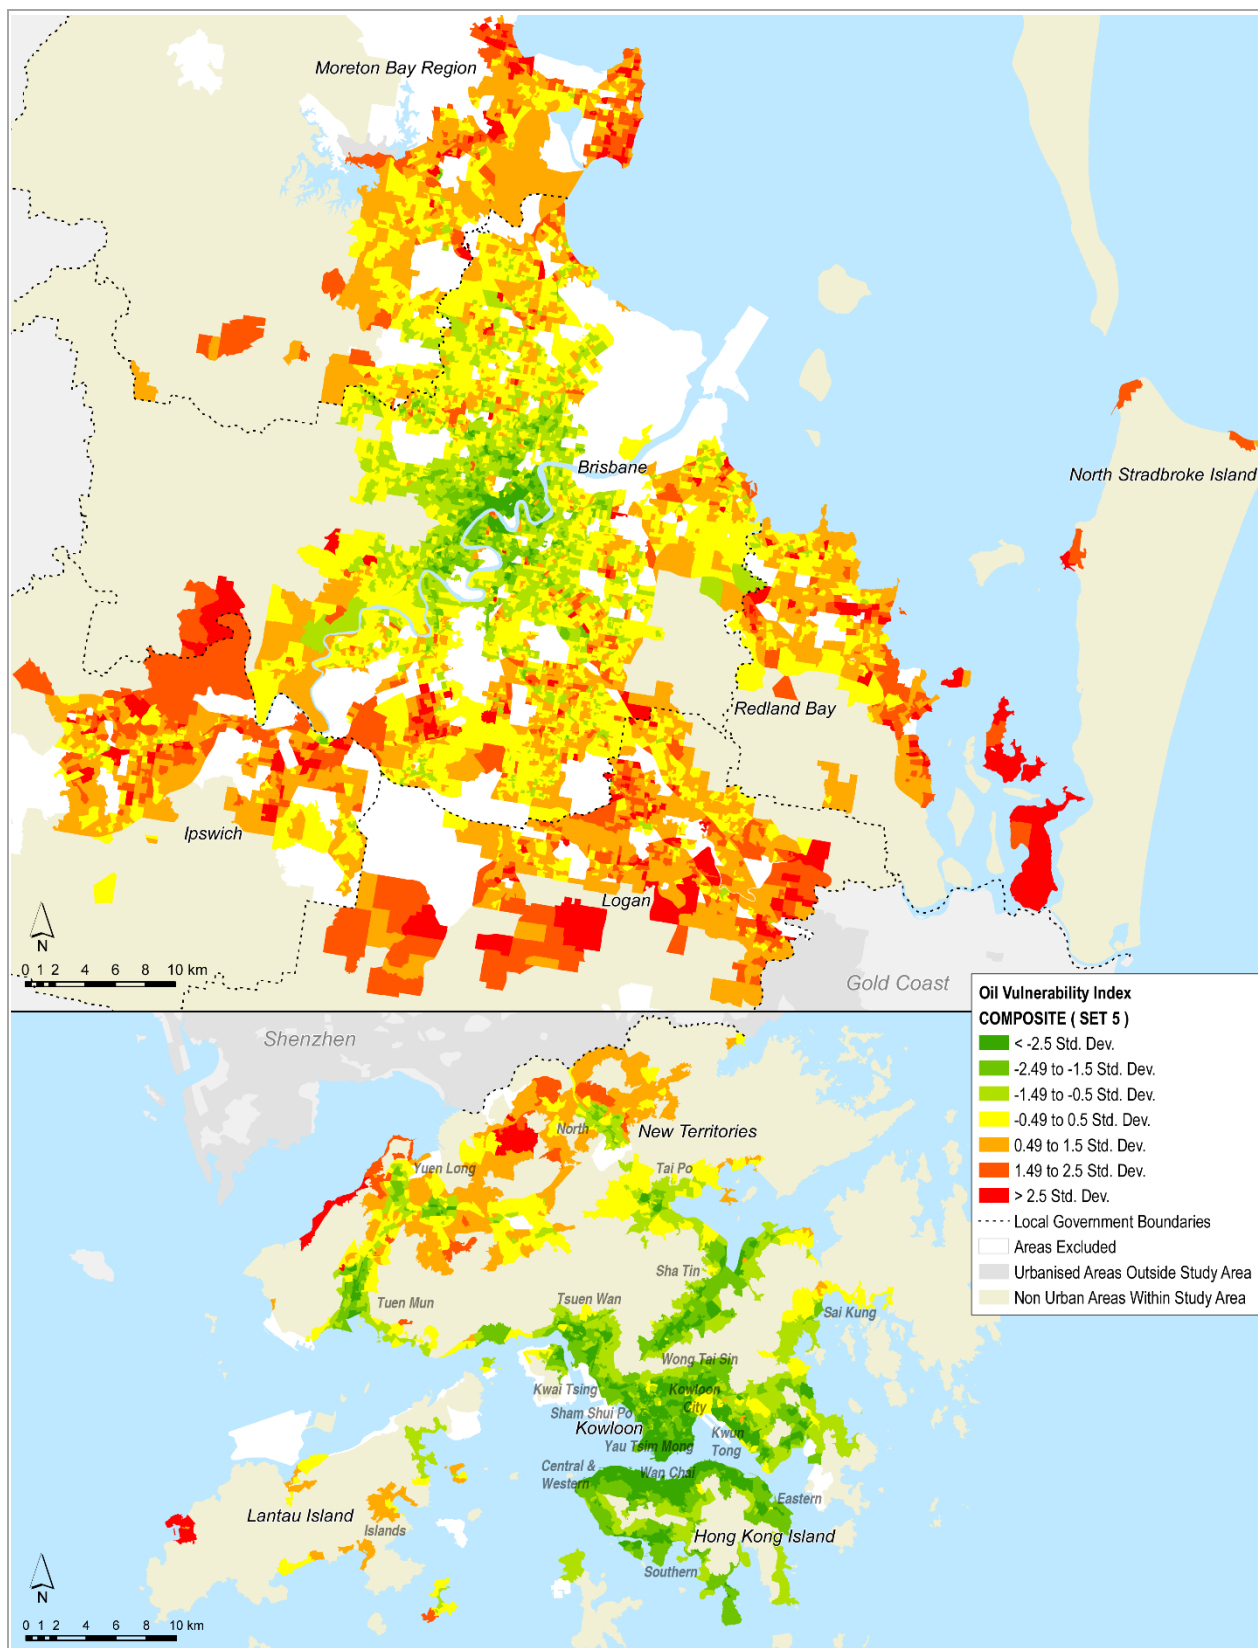 Moreton Bay Region
Brisbane
North Stradbroke Island
Redland Bay
Ipswich
Logan
N
0 1 2 4 6 8 10 km
Gold Coast
Oil Vulnerability Index
COMPOSITE ( SET 5 )
< -2.5 Std. Dev.
-2.49 to -1.5 Std. Dev.
-1.49 to -0.5 Std. Dev.
-0.49 to 0.5 Std. Dev.
0.49 to 1.5 Std. Dev.
1.49 to 2.5 Std. Dev.
> 2.5 Std. Dev.
Local Government Boundaries
Areas Excluded
Urbanised Areas Outside Study Area
Non Urban Areas Within Study Area
Shenzhen
North
New Territories
Yuen Long
Tai Po
Sha Tin
Tuen Mun
Tsuen Wan
Sai Kung
Wong Tai Sin
Kwai Tsing
Kowloon
City
Sham Shui Po
Kowloon
Kwun
Tong
Yau Tsim Mong
Central &
Western
Wan Chai
Eastern
Lantau Island
Islands
Hong Kong Island
Southern
N
0 1 2 4 6 8 10 km